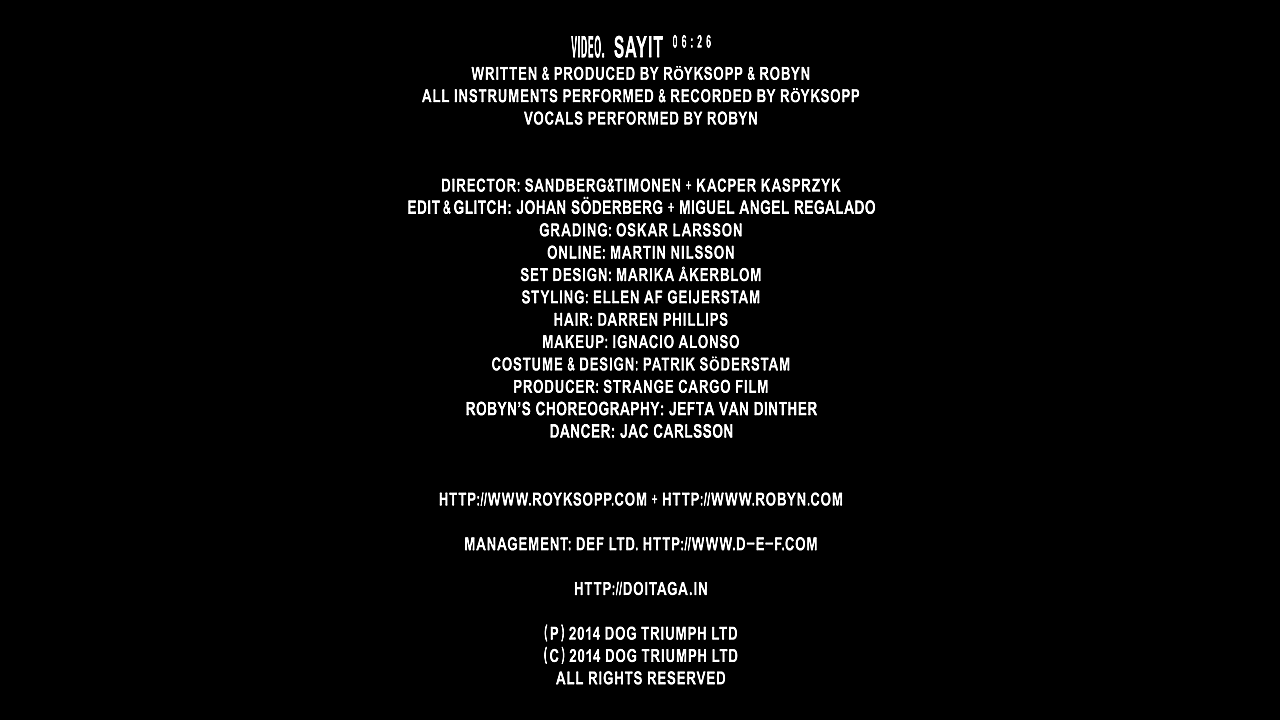 VIDEO. SAYIT 06:26
WRITTEN & PRODUCED BY RÖYKSOPP & ROBYN
ALL INSTRUMENTS PERFORMED & RECORDED BY RÖYKSOPP
VOCALS PERFORMED BY ROBYN
DIRECTOR: SANDBERG&TIMONEN + KACPER KASPRZYK
EDIT & GLITCH: JOHAN SÖDERBERG + MIGUEL ANGEL REGALADO
GRADING: OSKAR LARSSON
ONLINE: MARTIN NILSSON
SET DESIGN: MARIKA ÅKERBLOM
STYLING: ELLEN AF GEIJERSTAM
HAIR: DARREN PHILLIPS
MAKEUP: IGNACIO ALONSO
COSTUME & DESIGN: PATRIK SÖDERSTAM
PRODUCER: STRANGE CARGO FILM
ROBYN'S CHOREOGRAPHY: JEFTA VAN DINTHER
DANCER: JAC CARLSSON
HTTP://WWW.ROYKSOPP.COM + HTTP://WWW.ROBYN.COM
MANAGEMENT: DEF LTD. HTTP://WWW.D-E-F.COM
HTTP://DOITAGA.IN
(P) 2014 DOG TRIUMPH LTD
(C) 2014 DOG TRIUMPH LTD
ALL RIGHTS RESERVED